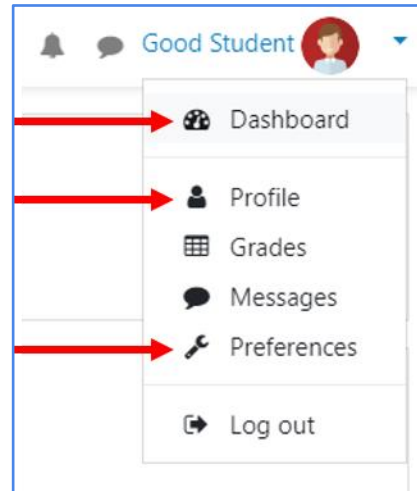 Good Student
Dashboard
Profile
Grades
Messages
Preferences
Log out